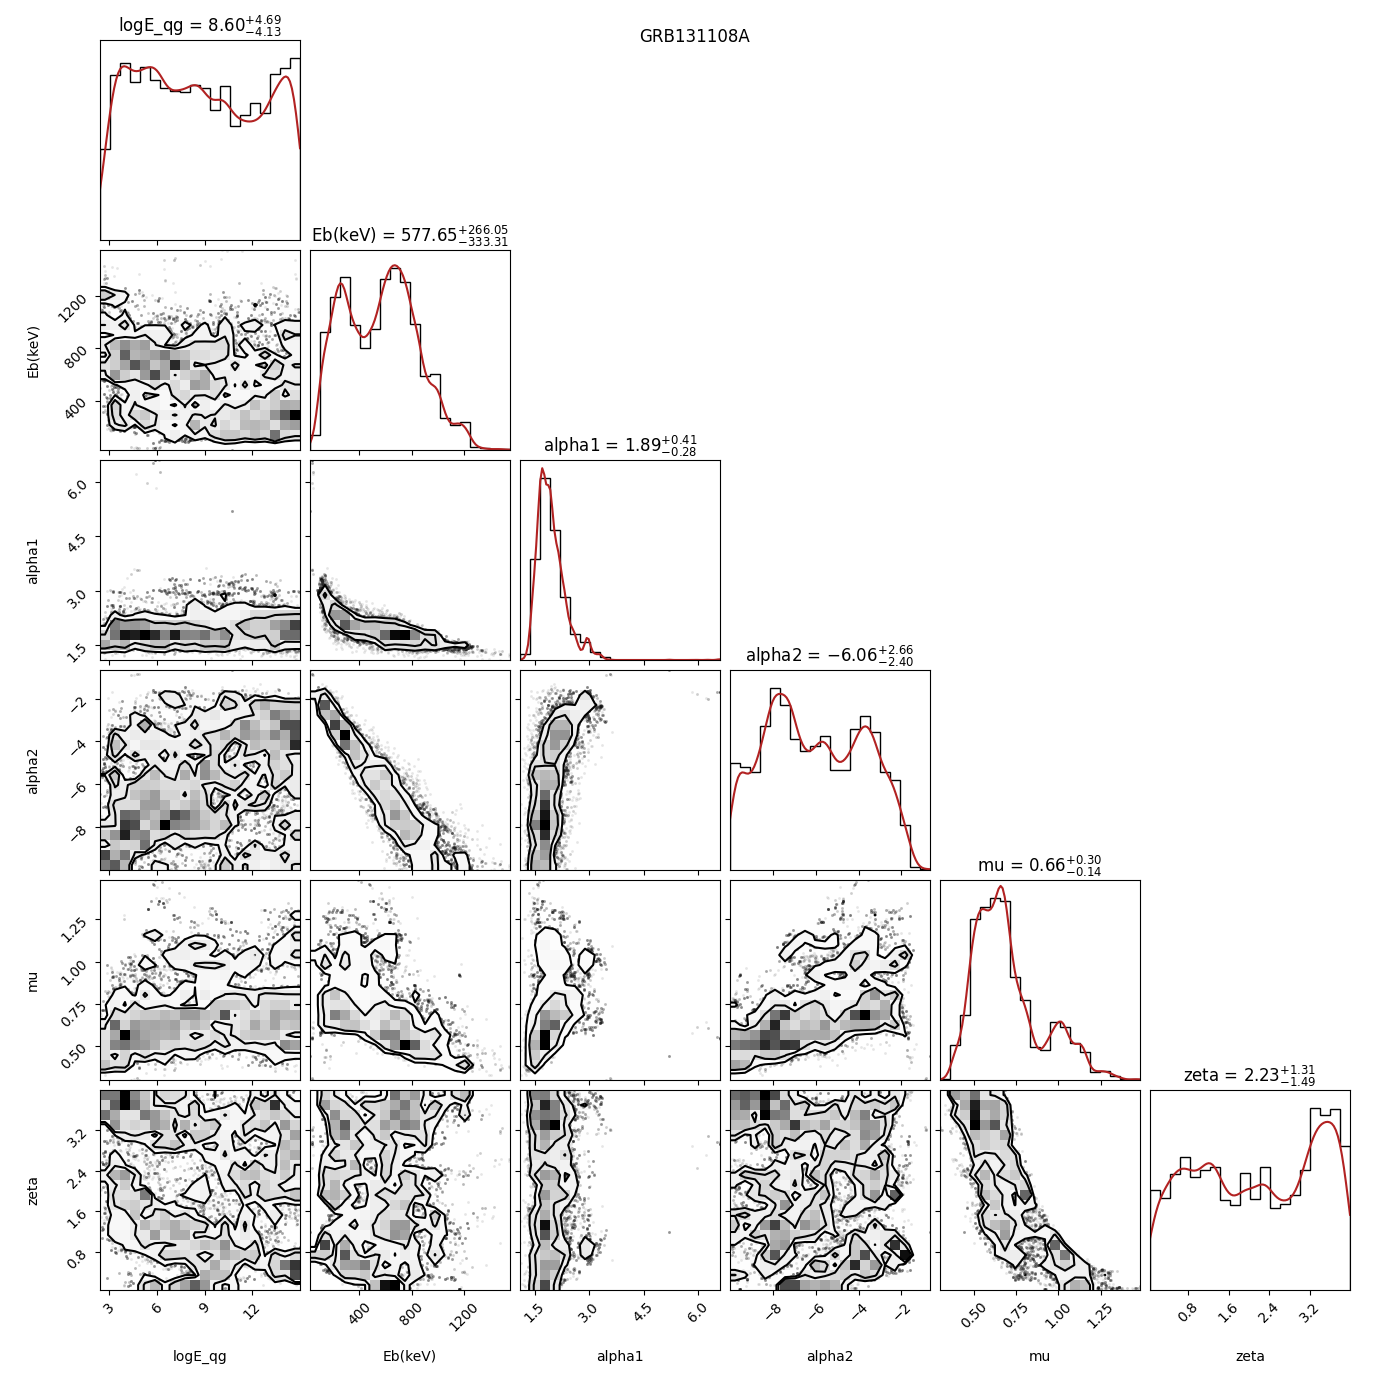 GRB131108A
logE_qg = 8.60+4.69−4.13
Eb(keV) = 577.65+266.05−333.31
Eb(keV)
1200
800
400
alpha1 = 1.89+0.41−0.28
alpha1
6.0
4.5
3.0
1.5
alpha2 = −6.06+2.66−2.40
alpha2
−2
−4
−6
−8
mu = 0.66+0.30−0.14
mu
1.25
1.00
0.75
0.50
zeta = 2.23+1.31−1.49
zeta
3.2
2.4
1.6
0.8
3 6 9 12 400 800 1200 1.5 3.0 4.5 6.0 −8 −6 −4 −2 0.50 0.75 1.00 1.25 0.8 1.6 2.4 3.2
logE_qg Eb(keV) alpha1 alpha2 mu zeta